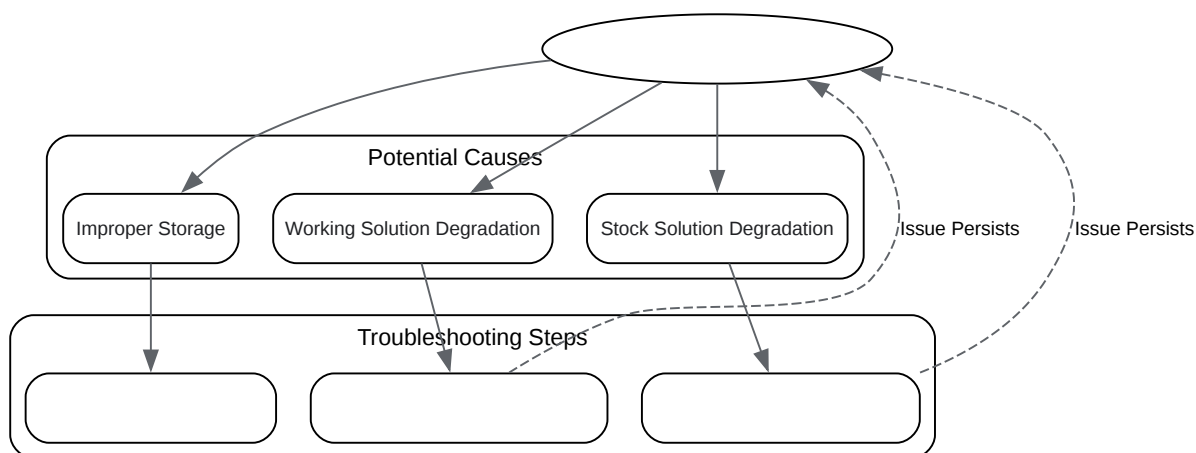 Potential Causes
Improper Storage
Working Solution Degradation
Stock Solution Degradation
Issue Persists
Issue Persists
Troubleshooting Steps